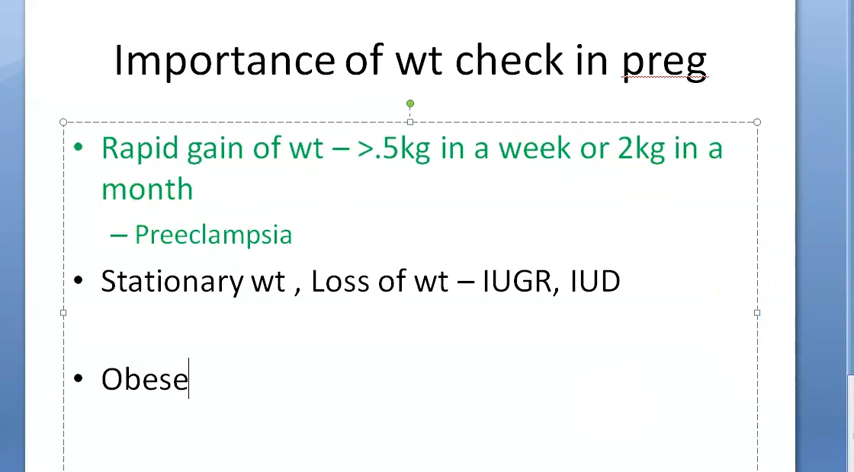 Importance of wt check in preg
• Rapid gain of wt – >.5kg in a week or 2kg in a
month
– Preeclampsia
• Stationary wt , Loss of wt – IUGR, IUD
• Obese